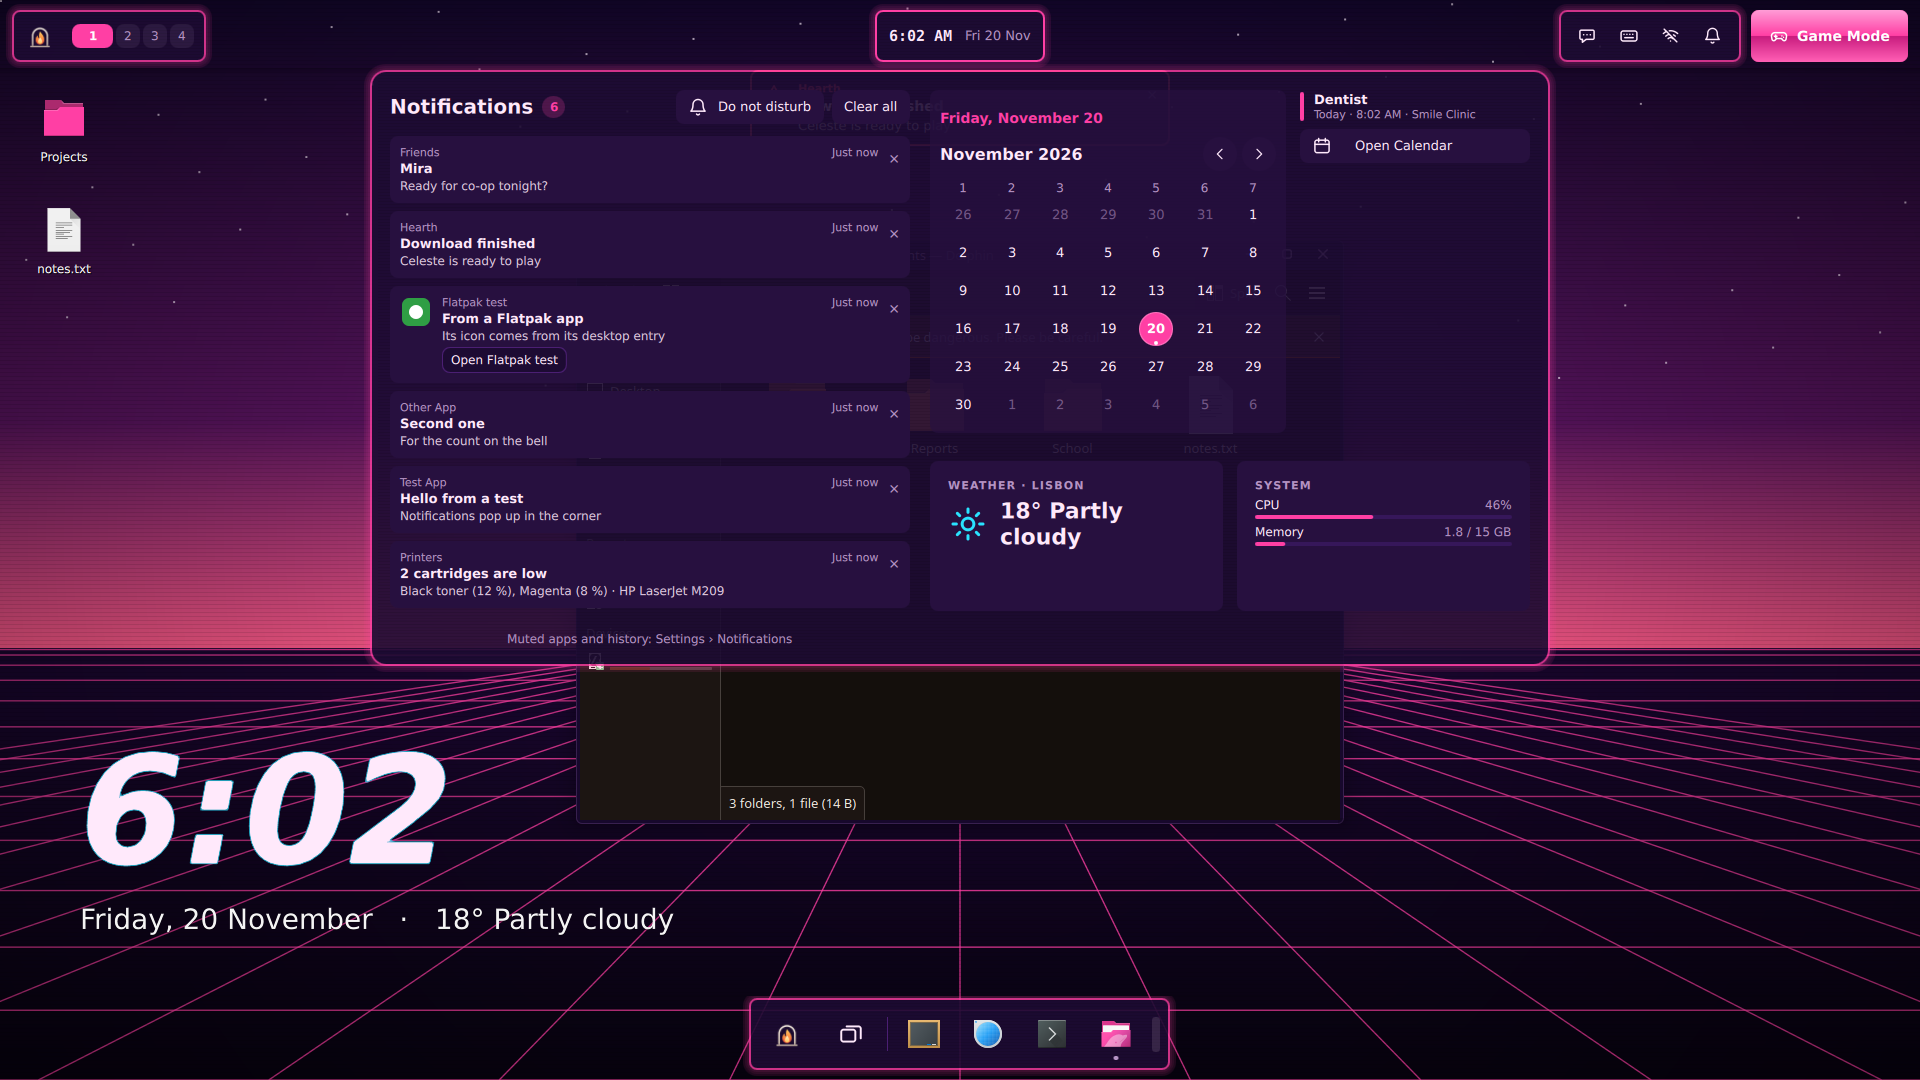 1 2 3 4
6:02 AM Fri 20 Nov
Game Mode
Projects
notes.txt
Notifications 6
Do not disturb
Clear all
Friends
Just now
Mira
Ready for co-op tonight?
Hearth
Just now
Download finished
Celeste is ready to play
Flatpak test
Just now
From a Flatpak app
Its icon comes from its desktop entry
Open Flatpak test
Other App
Just now
Second one
For the count on the bell
Test App
Just now
Hello from a test
Notifications pop up in the corner
Printers
Just now
2 cartridges are low
Black toner (12 %), Magenta (8 %) · HP LaserJet M209
Muted apps and history: Settings › Notifications
Friday, November 20
November 2026
1 2 3 4 5 6 7
26 27 28 29 30 31 1
2 3 4 5 6 7 8
9 10 11 12 13 14 15
16 17 18 19 20 21 22
23 24 25 26 27 28 29
30 1 2 3 4 5 6
Reports
School
notes.txt
Dentist
Today · 8:02 AM · Smile Clinic
Open Calendar
WEATHER · LISBON
18° Partly
cloudy
SYSTEM
CPU 46%
Memory 1.8 / 15 GB
3 folders, 1 file (14 B)
6:02
Friday, 20 November · 18° Partly cloudy